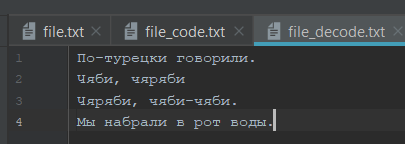 file.txt file_code.txt file_decode.txt
1 По-турецки говорили.
2 Чяби, чяряби
3 Чяряби, чяби-чяби.
4 Мы набрали в рот воды.